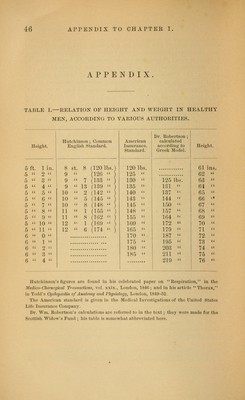 46 APPENDIX TO CHAPTER I.
APPENDIX.
TABLE I.—RELATION OF HEIGHT AND WEIGHT IN HEALTHY
MEN, ACCORDING TO VARIOUS AUTHORITIES.
Height. Hutchinson; Common English Standard. American Insurance Standard. Dr. Robertson; calculated according to Greek Model. Height.
5 ft. 1 in. 8 st. 8 (120 lbs.) 120 lbs. ............ 61 ins.
5 " 2 " 9 " (126 " ) 125 " ............ 62 "
5 " 3 " 9 " 7 (133 " ) 130 " 125 lbs. 63 "
5 " 4 " 9 " 13 (139 " ) 135 " 131 " 64 "
5 " 5 " 10 " 2 (142 " ) 140 " 137 " 65 "
5 " 6 " 10 " 5 (145 " ) 143 " 144 " 66 "
5 " 7 " 10 " 8 (148 " ) 145 " 150 " 67 "
5 " 8 " 11 " 1 (155 " ) 148 " 157 " 68 "
5 " 9 " 11 " 8 (162 " ) 155 " 164 " 69 "
5 " 10 " 12 " 1 (169 " ) 160 " 172 " 70 "
5 " 11 " 12 " 6 (174 " ) 165 " 179 " 71 "
6 " 0 " ............ 170 " 187 " 72 "
6 " 1 " ............ 175 " 195 " 73 "
6 " 2 " ............ 180 " 203 " 74 "
6 " 3 " ............ 185 " 211 " 75 "
6 " 4 " ............ 219 " 76 "
Hutchinson's figures are found in his celebrated paper on "Respiration," in the
Medico-Chirurgical Transactions, vol. xxix., London, 1846; and in his article "Thorax,"
in Todd's Cyclopædia of Anatomy and Physiology, London, 1849-52.
The American standard is given in the Medical Investigations of the United States
Life Insurance Company.
Dr. Wm. Robertson's calculations are referred to in the text; they were made for the
Scottish Widow's Fund; his table is somewhat abbreviated here.